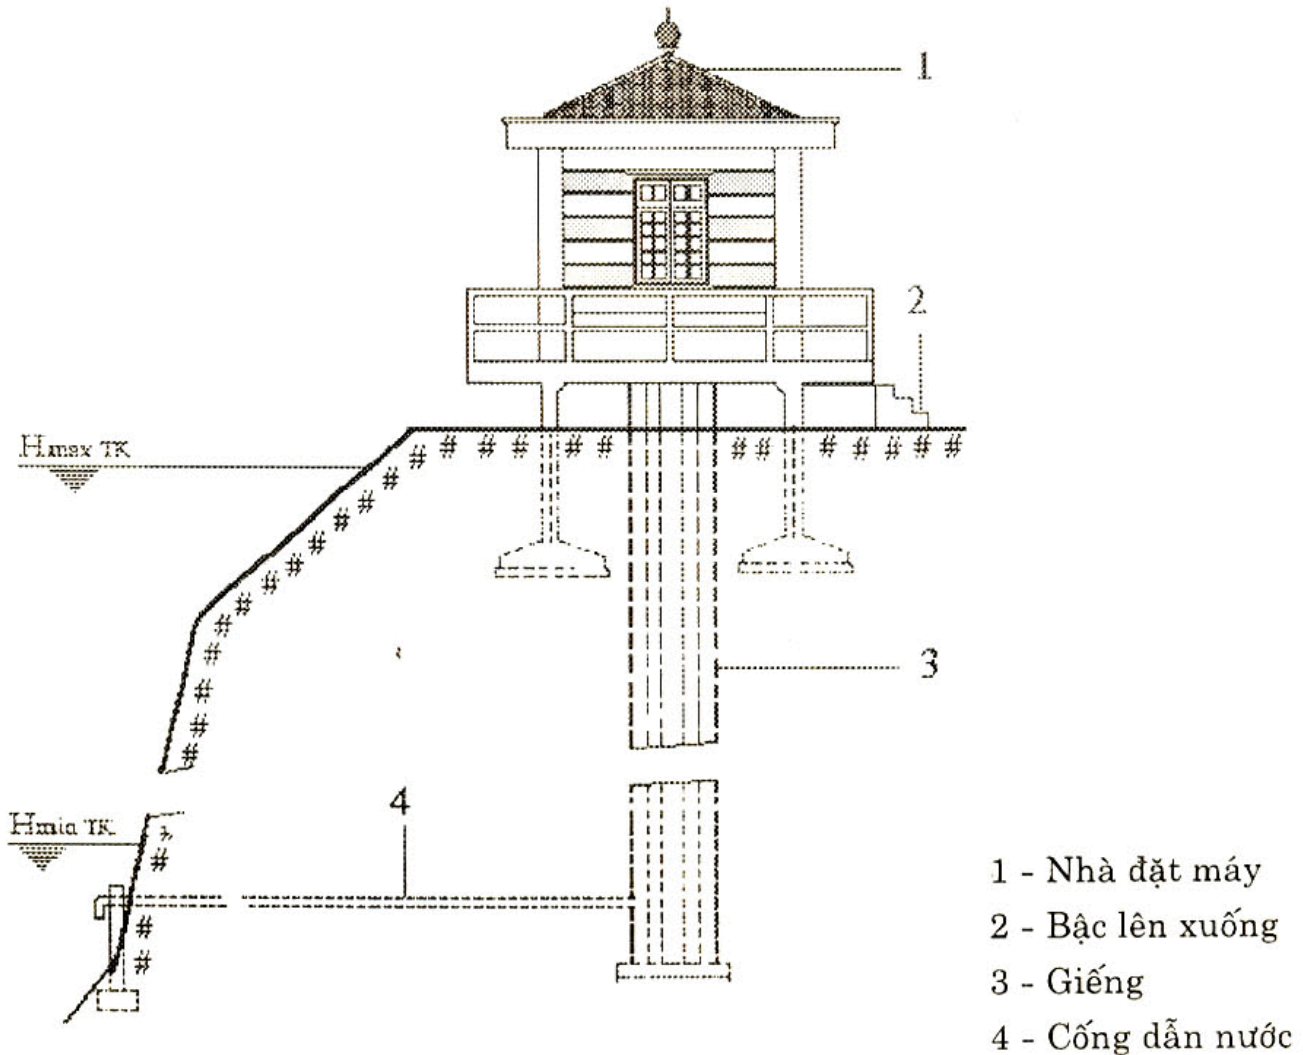 1
2
Hmax TK
3
4
Hmin TK
1 - Nhà đặt máy
2 - Bậc lên xuống
3 - Giếng
4 - Cống dẫn nước